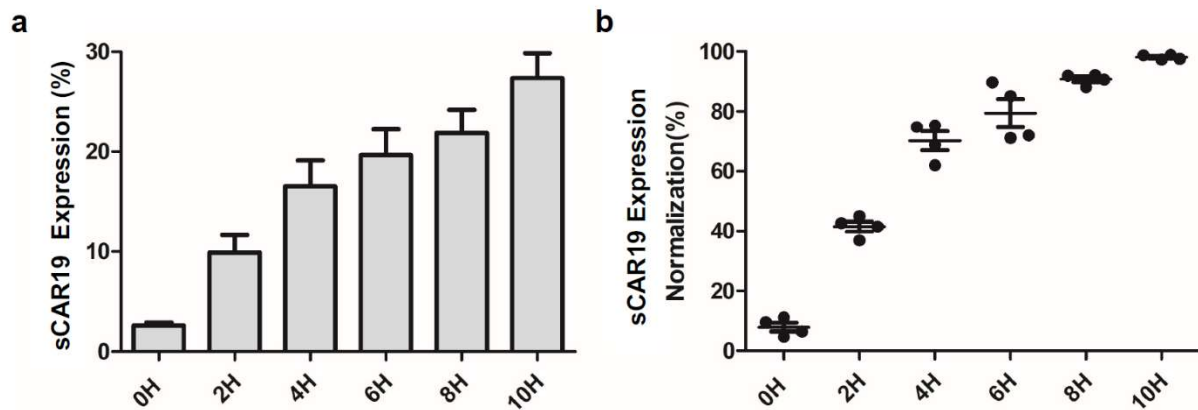 a
sCAR19 Expression (%)
30
20
10
0
0H
2H
4H
6H
8H
10H
b
sCAR19 Expression
Normalization(%)
100
80
60
40
20
0
0H
2H
4H
6H
8H
10H